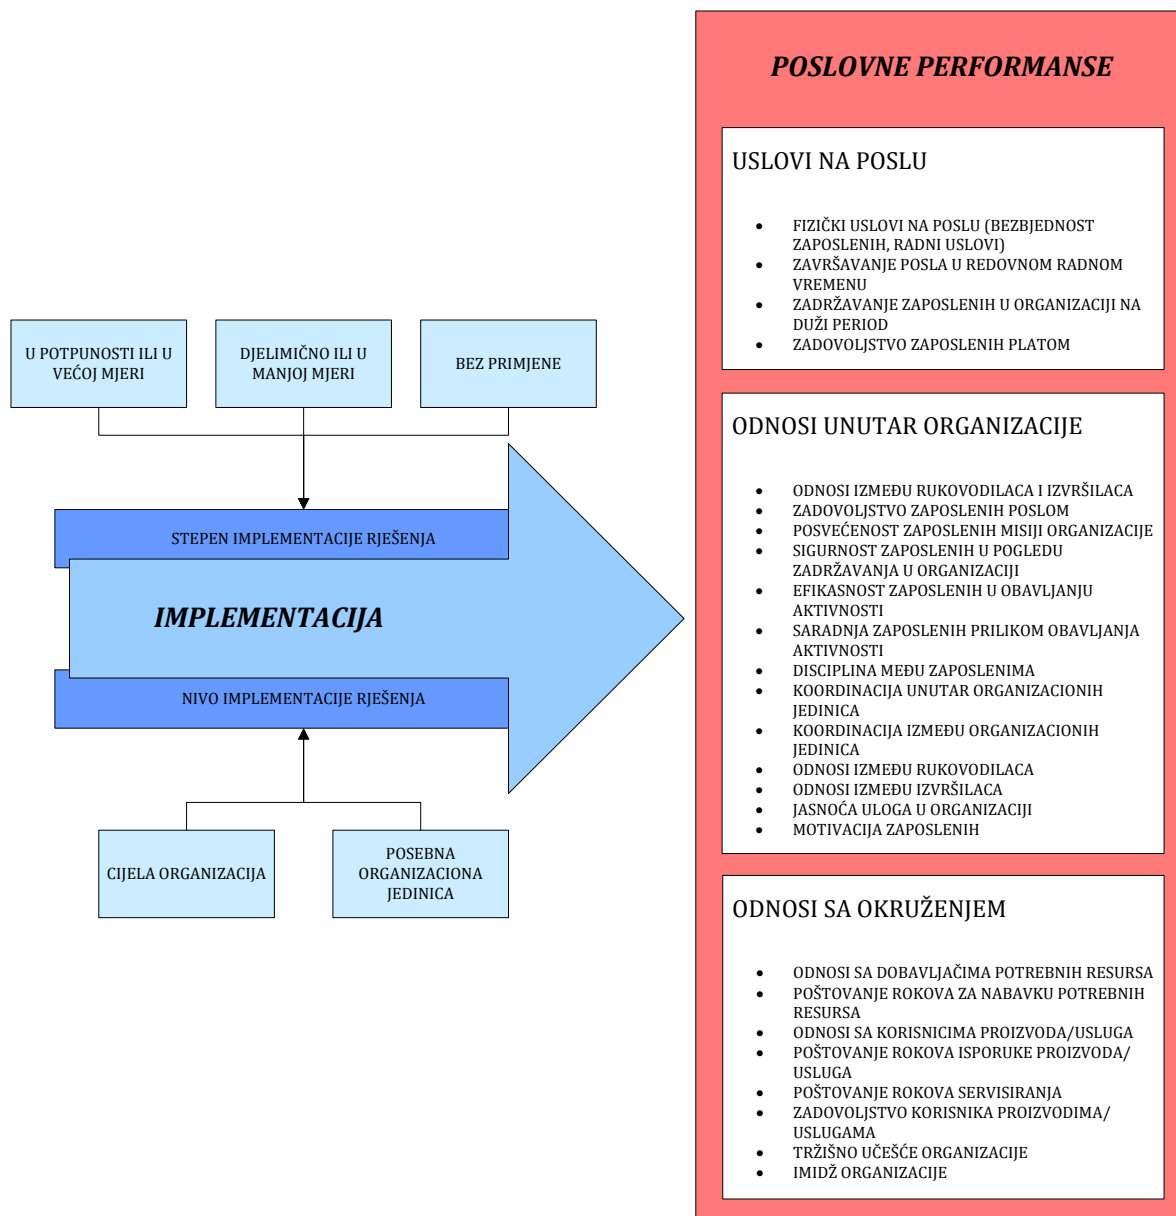 U POTPUNOSTI ILI U
VEĆOJ MJERI
DJELIMIČNO ILI U
MANJOJ MJERI
BEZ PRIMJENE
STEPEN IMPLEMENTACIJE RJEŠENJA
IMPLEMENTACIJA
NIVO IMPLEMENTACIJE RJEŠENJA
CIJELA ORGANIZACIJA
POSEBNA
ORGANIZACIONA
JEDINICA
POSLOVNE PERFORMANSE
USLOVI NA POSLU
• FIZIČKI USLOVI NA POSLU (BEZBJEDNOST
ZAPOSLENIH, RADNI USLOVI)
• ZAVRŠAVANJE POSLA U REDOVNOM RADNOM
VREMENU
• ZADRŽAVANJE ZAPOSLENIH U ORGANIZACIJI NA
DUŽI PERIOD
• ZADOVOLJSTVO ZAPOSLENIH PLATOM
ODNOSI UNUTAR ORGANIZACIJE
• ODNOSI IZMEĐU RUKOVODILACA I IZVRŠILACA
• ZADOVOLJSTVO ZAPOSLENIH POSLOM
• POSVEĆENOST ZAPOSLENIH MISIJI ORGANIZACIJE
• SIGURNOST ZAPOSLENIH U POGLEDU
ZADRŽAVANJA U ORGANIZACIJI
• EFIKASNOST ZAPOSLENIH U OBAVLJANJU
AKTIVNOSTI
• SARADNJA ZAPOSLENIH PRILIKOM OBAVLJANJA
AKTIVNOSTI
• DISCIPLINA MEĐU ZAPOSLENIMA
• KOORDINACIJA UNUTAR ORGANIZACIONIH
JEDINICA
• KOORDINACIJA IZMEĐU ORGANIZACIONIH
JEDINICA
• ODNOSI IZMEĐU RUKOVODILACA
• ODNOSI IZMEĐU IZVRŠILACA
• JASNOĆA ULOGA U ORGANIZACIJI
• MOTIVACIJA ZAPOSLENIH
ODNOSI SA OKRUŽENJEM
• ODNOSI SA DOBAVLJAČIMA POTREBNIH RESURSA
• POŠTOVANJE ROKOVA ZA NABAVKU POTREBNIH
RESURSA
• ODNOSI SA KORISNICIMA PROIZVODA/USLUGA
• POŠTOVANJE ROKOVA ISPORUKE PROIZVODA/
USLUGA
• POŠTOVANJE ROKOVA SERVISIRANJA
• ZADOVOLJSTVO KORISNIKA PROIZVODIMA/
USLUGAMA
• TRŽIŠNO UČEŠĆE ORGANIZACIJE
• IMIDŽ ORGANIZACIJE